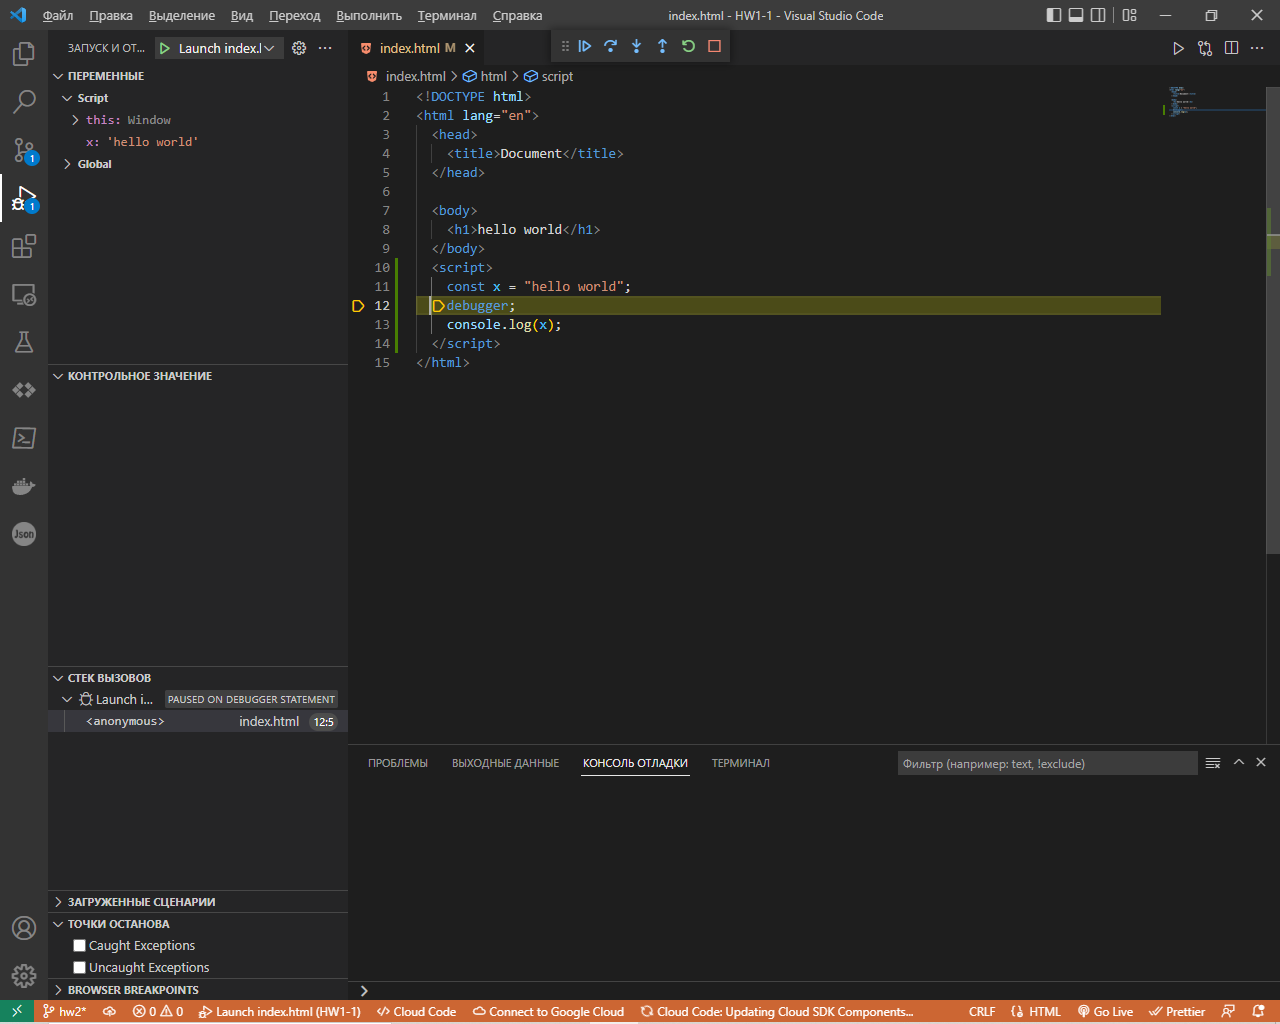 Файл Правка Выделение Вид Переход Выполнить Терминал Справка index.html - HW1-1 - Visual Studio Code
ЗАПУСК И ОТ... Launch index.l
index.html M
ПЕРЕМЕННЫЕ
Script
this: Window
x: 'hello world'
Global
КОНТРОЛЬНОЕ ЗНАЧЕНИЕ
СТЕК ВЫЗОВОВ
Launch i... PAUSED ON DEBUGGER STATEMENT
<anonymous> index.html 12:5
ЗАГРУЖЕННЫЕ СЦЕНАРИИ
ТОЧКИ ОСТАНОВА
Caught Exceptions
Uncaught Exceptions
BROWSER BREAKPOINTS
1
1
Json
index.html > html > script
1 <!DOCTYPE html>
2 <html lang="en">
3 <head>
4 <title>Document</title>
5 </head>
6
7 <body>
8 <h1>hello world</h1>
9 </body>
10 <script>
11 const x = "hello world";
12 debugger;
13 console.log(x);
14 </script>
15 </html>
ПРОБЛЕМЫ ВЫХОДНЫЕ ДАННЫЕ КОНСОЛЬ ОТЛАДКИ ТЕРМИНАЛ Фильтр (например: text, !exclude)
hw2* 0 0 Launch index.html (HW1-1) Cloud Code Connect to Google Cloud Cloud Code: Updating Cloud SDK Components... CRLF HTML Go Live Prettier